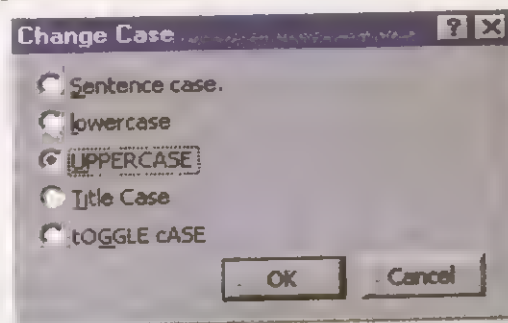 Change Case
Sentence case.
lowercase
UPPERCASE
Title Case
tOGGLE cASE
OK
Cancel